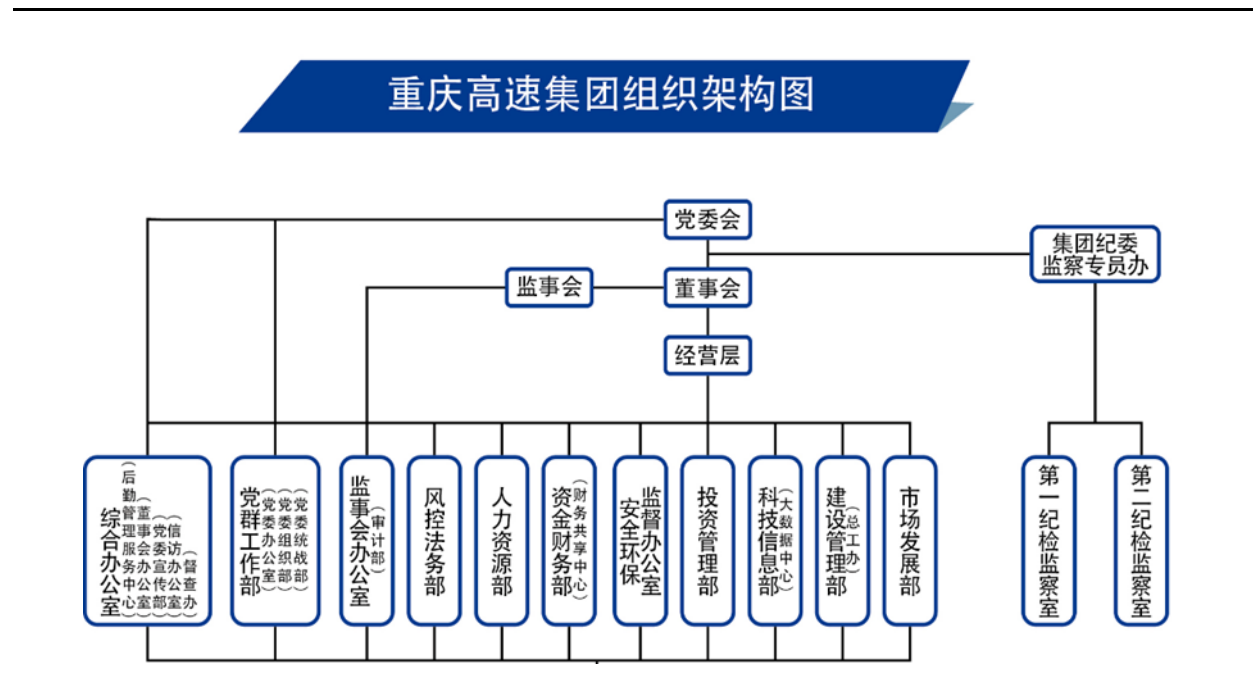 重庆高速集团组织架构图
党委会
集团纪委
监察专员办
监事会
董事会
经营层
综合办公室
(后勤管理服务中心)
(董事会办公室)
(党委宣传部)
(信访办公室)
(督查办)
党群工作部
(党委办公室)
(党委组织部)
(党委统战部)
监事会办公室
(审计部)
风控法务部
人力资源部
资金财务部
(财务共享中心)
安全环保
监督办公室
投资管理部
科技信息部
(大数据中心)
建设管理部
(总工办)
市场发展部
第一纪检监察室
第二纪检监察室